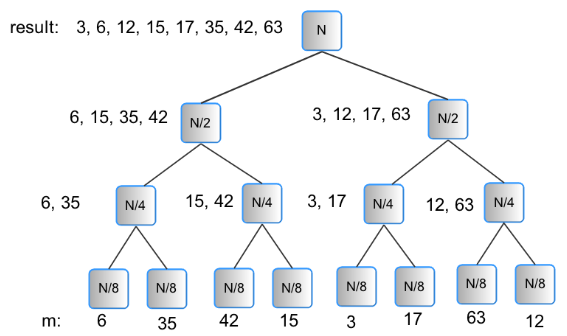 result: 3, 6, 12, 15, 17, 35, 42, 63 N
6, 15, 35, 42 N/2 3, 12, 17, 63 N/2
6, 35 N/4 15, 42 N/4 3, 17 N/4 12, 63 N/4
N/8 N/8 N/8 N/8 N/8 N/8 N/8 N/8
m: 6 35 42 15 3 17 63 12